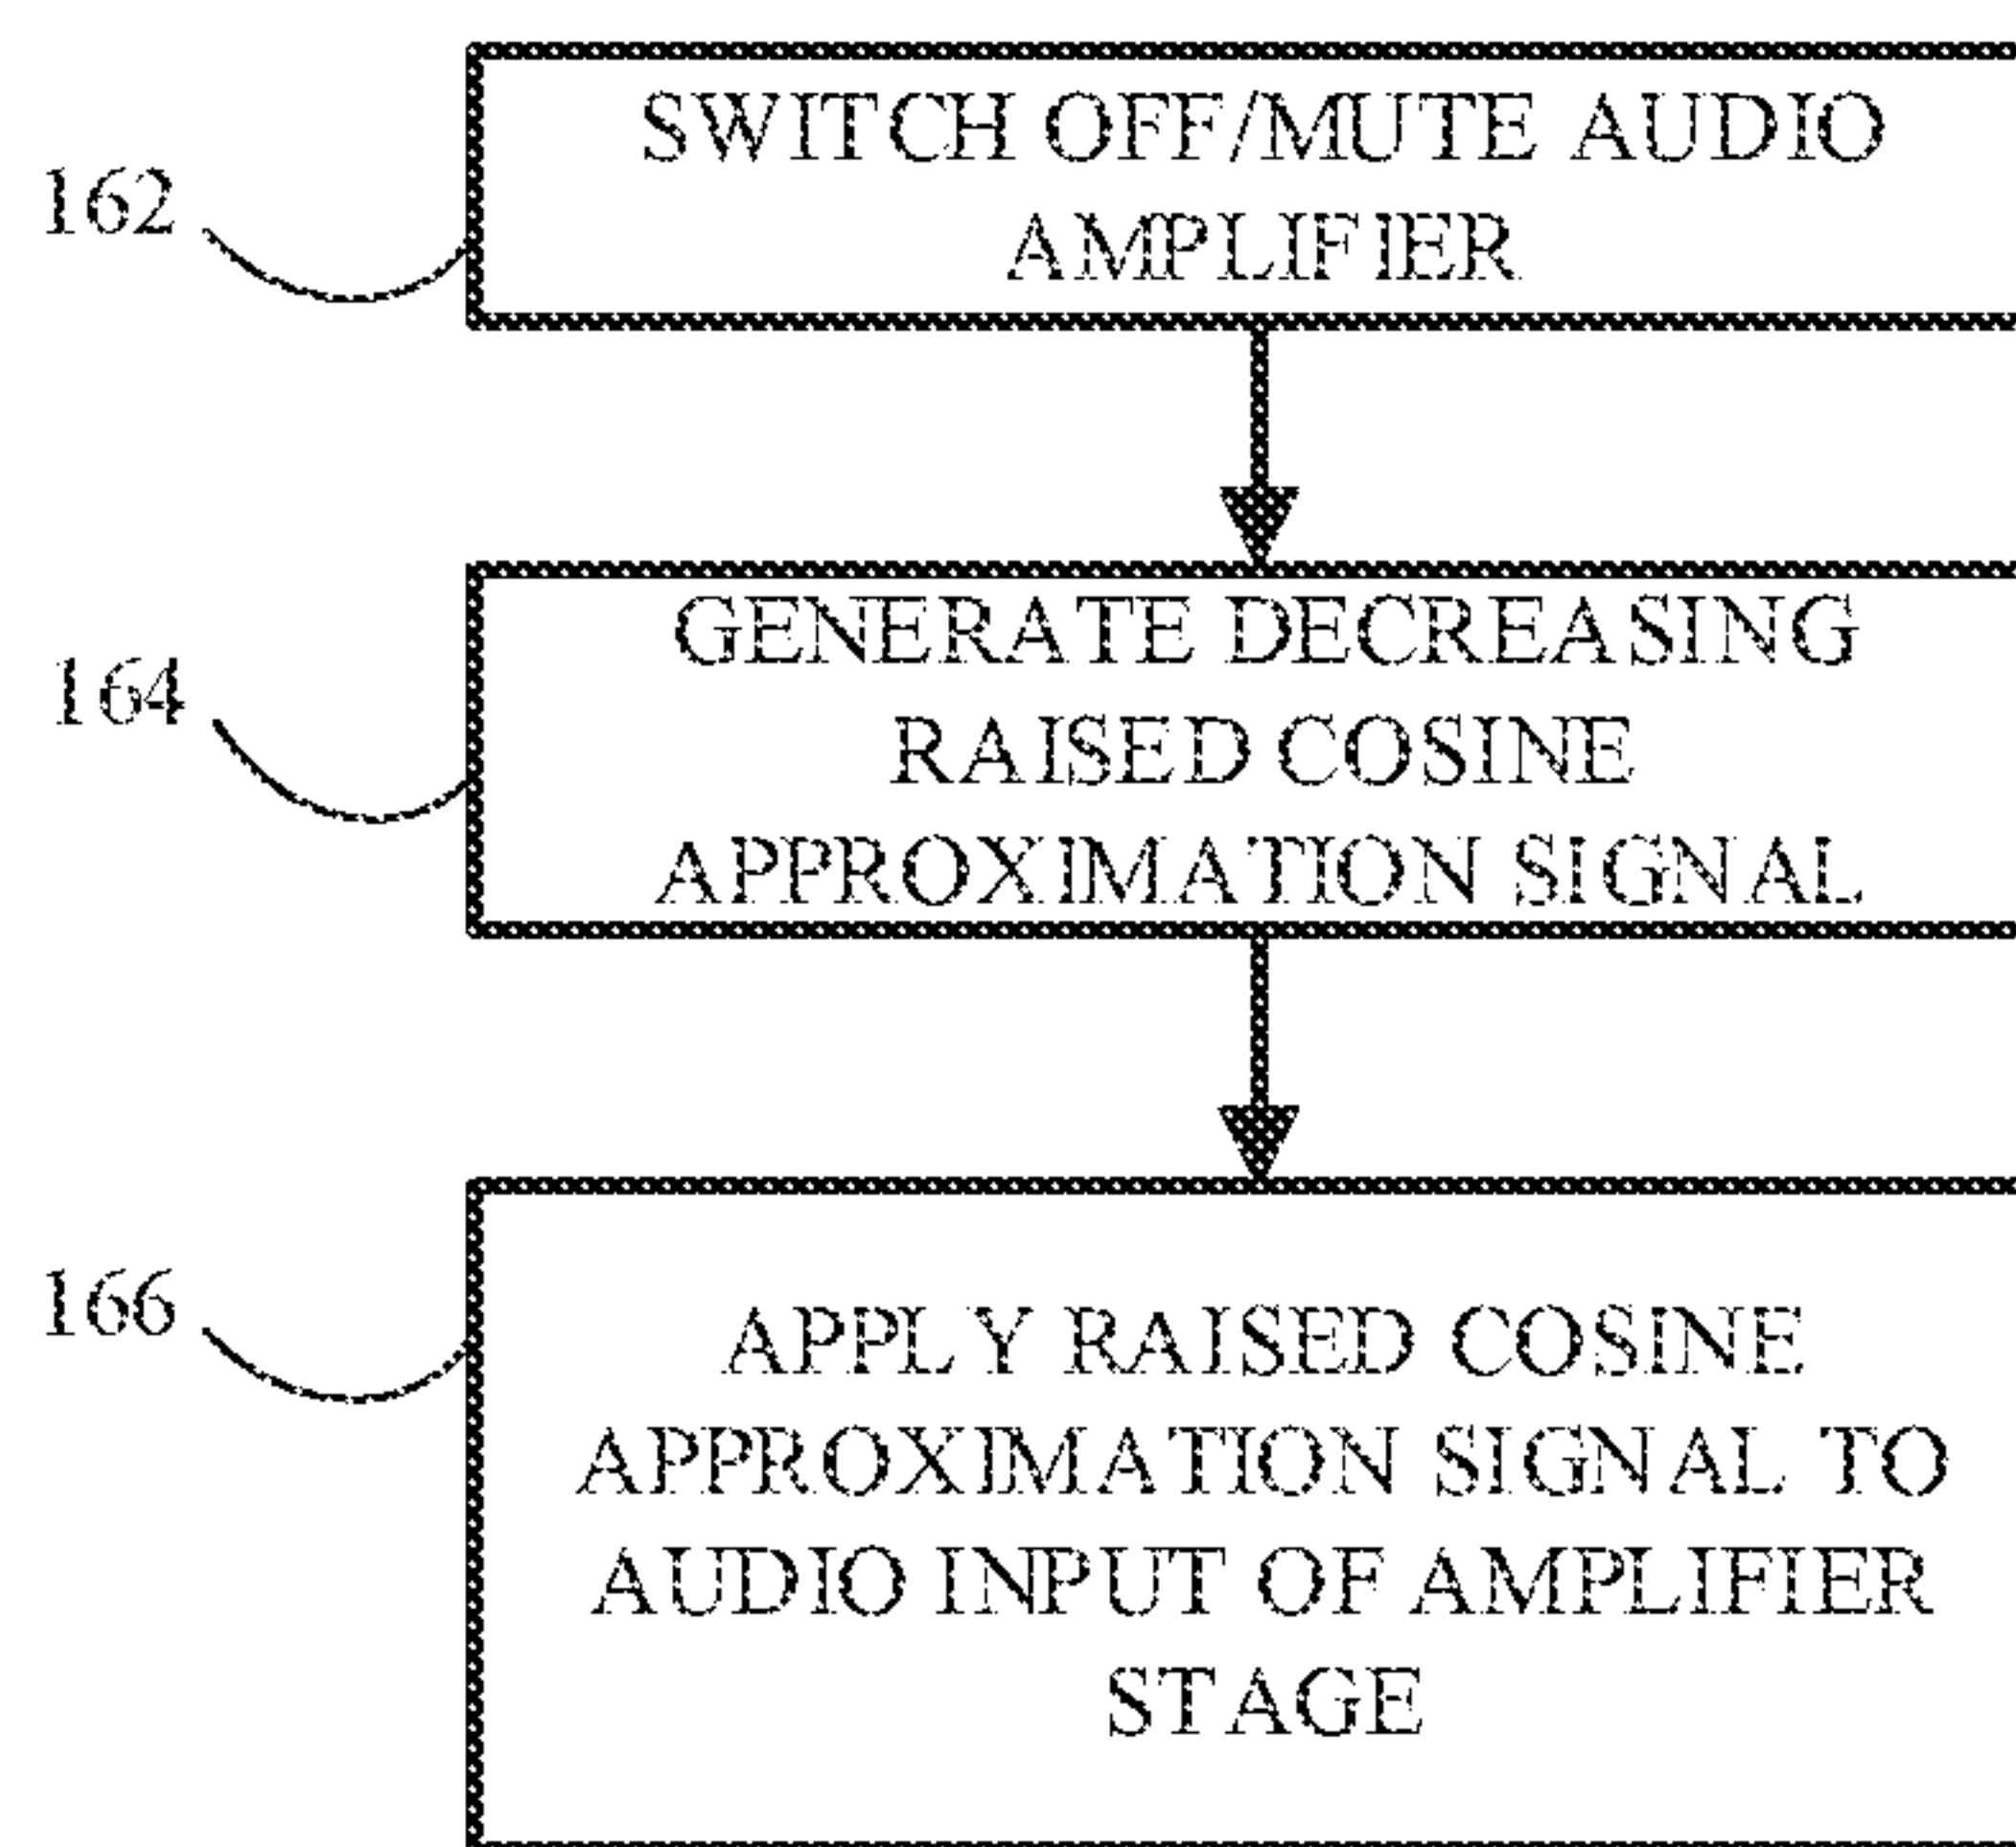 SWITCH OFF/MUTE AUDIO
AMPLIFIER
162
GENERATE DECREASING
RAISED COSINE
APPROXIMATION SIGNAL
164
APPLY RAISED COSINE
APPROXIMATION SIGNAL TO
AUDIO INPUT OF AMPLIFIER
STAGE
166